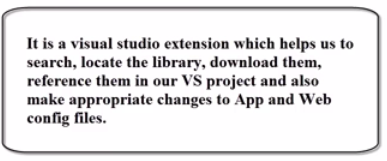 It is a visual studio extension which helps us to
search, locate the library, download them,
reference them in our VS project and also
make appropriate changes to App and Web
config files.